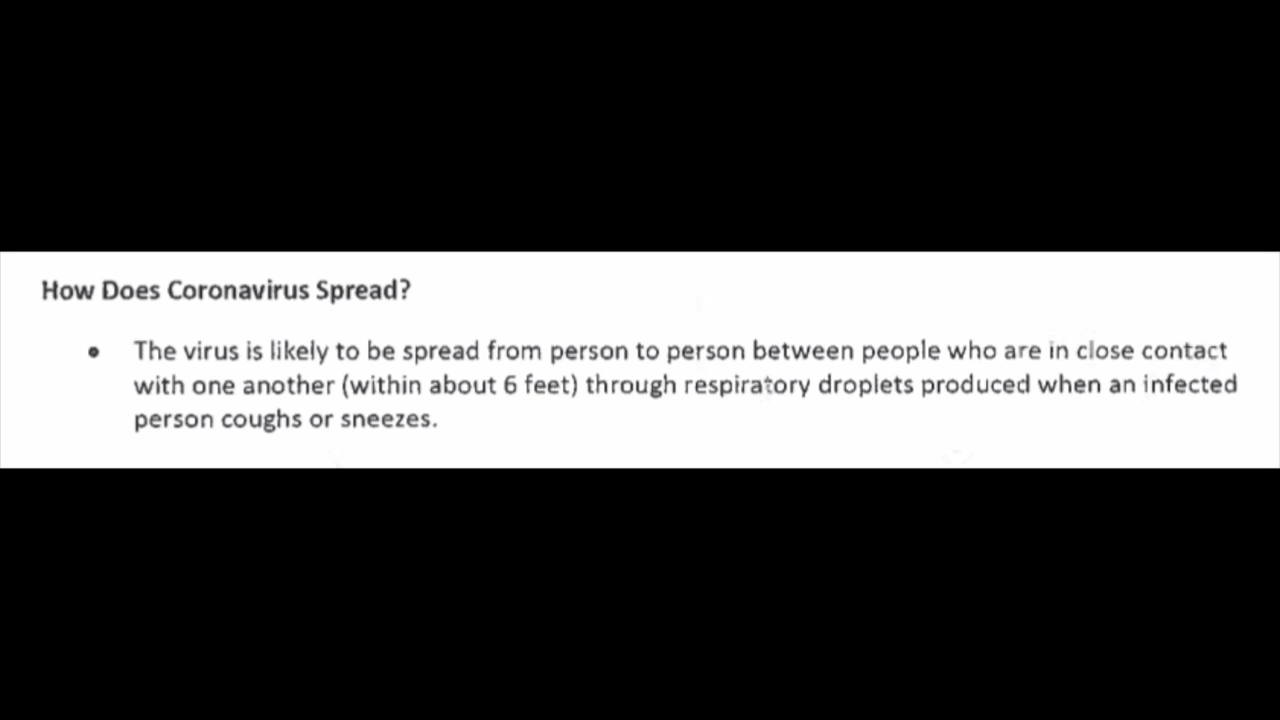 How Does Coronavirus Spread?
• The virus is likely to be spread from person to person between people who are in close contact
with one another (within about 6 feet) through respiratory droplets produced when an infected
person coughs or sneezes.